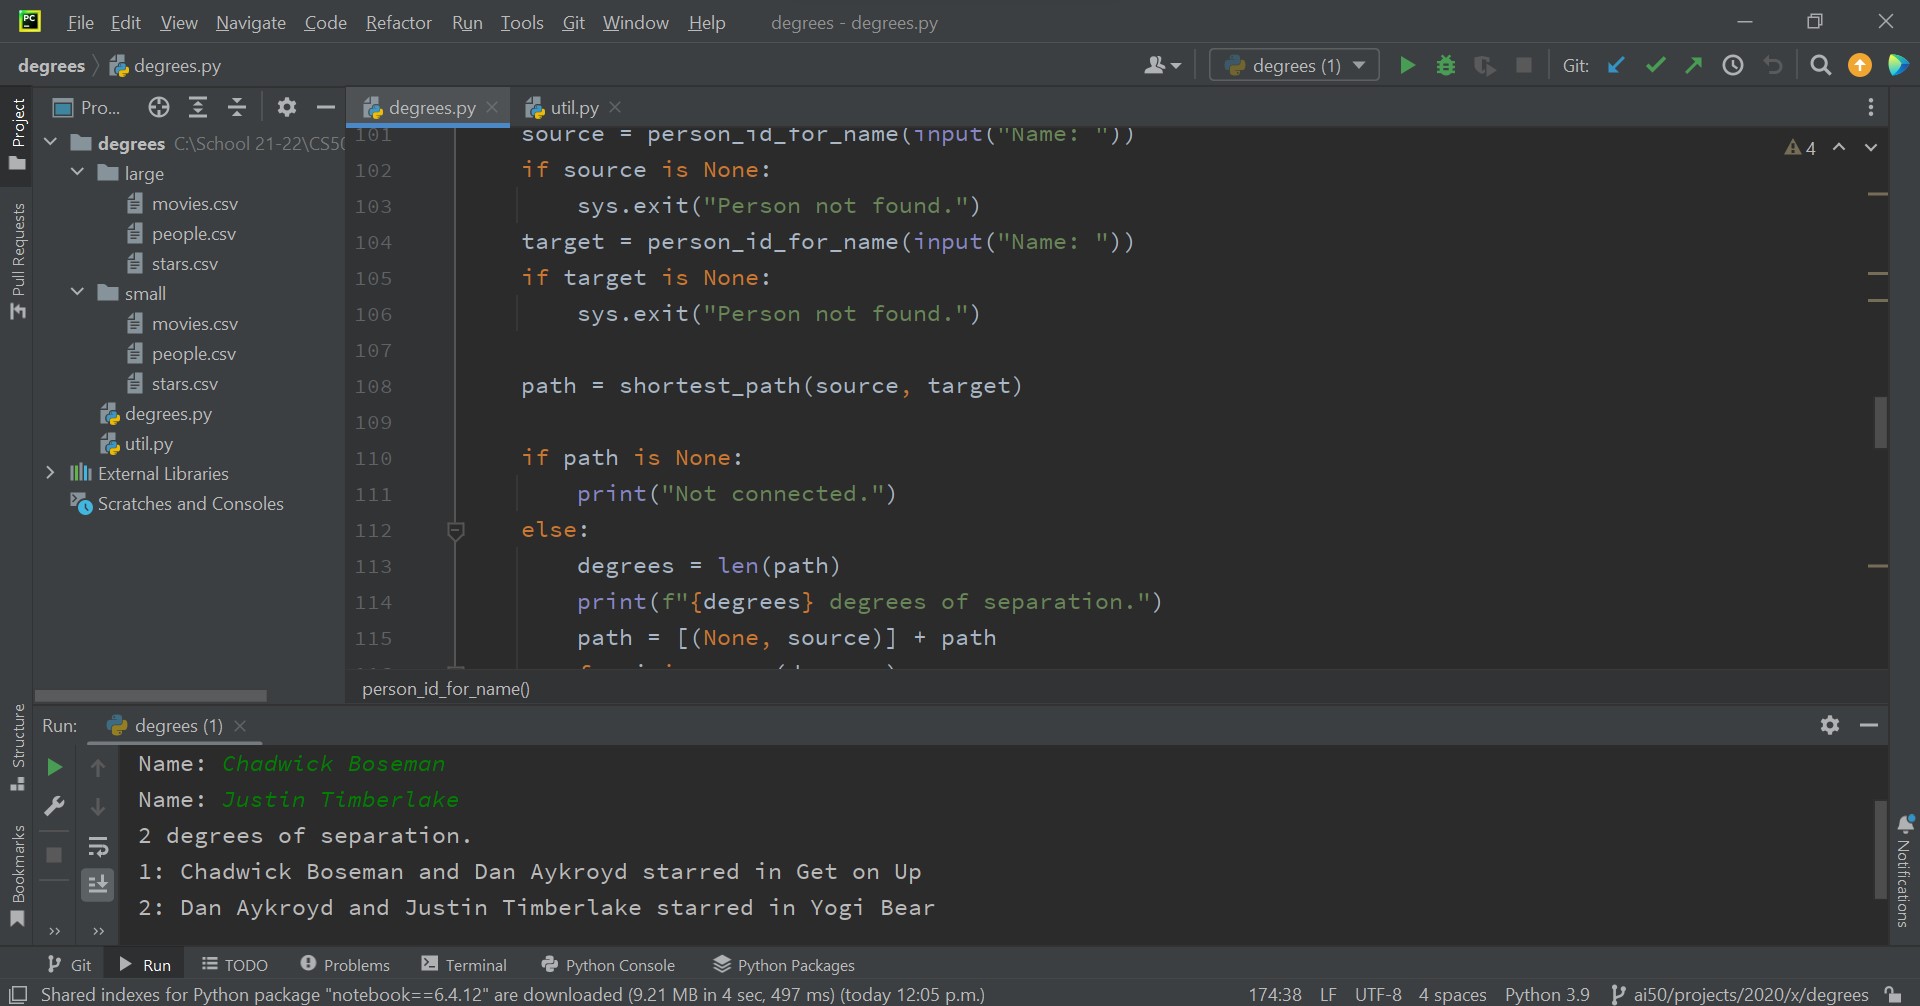 PC
File Edit View Navigate Code Refactor Run Tools Git Window Help degrees - degrees.py
degrees degrees.py degrees (1) Git:
Project
Pro...
degrees.py util.py
degrees C:\School 21-22\CS50
large
movies.csv
people.csv
stars.csv
small
movies.csv
people.csv
stars.csv
degrees.py
util.py
External Libraries
Scratches and Consoles
Pull Requests
4
101 source = person_id_for_name(input("Name: "))
102 if source is None:
103 sys.exit("Person not found.")
104 target = person_id_for_name(input("Name: "))
105 if target is None:
106 sys.exit("Person not found.")
107
108 path = shortest_path(source, target)
109
110 if path is None:
111 print("Not connected.")
112 else:
113 degrees = len(path)
114 print(f"{degrees} degrees of separation.")
115 path = [(None, source)] + path
person_id_for_name()
Structure
Bookmarks
Run: degrees (1)
Name: Chadwick Boseman
Name: Justin Timberlake
2 degrees of separation.
1: Chadwick Boseman and Dan Aykroyd starred in Get on Up
2: Dan Aykroyd and Justin Timberlake starred in Yogi Bear
Notifications
Git Run TODO Problems Terminal Python Console Python Packages
Shared indexes for Python package "notebook==6.4.12" are downloaded (9.21 MB in 4 sec, 497 ms) (today 12:05 p.m.) 174:38 LF UTF-8 4 spaces Python 3.9 ai50/projects/2020/x/degrees